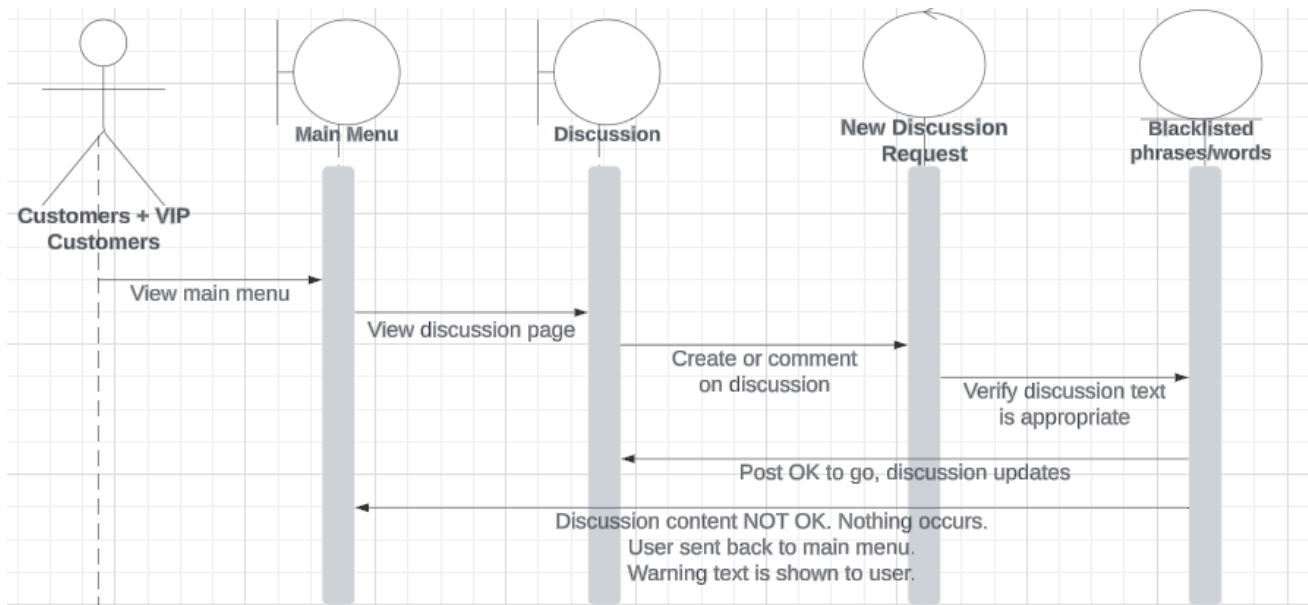 Main Menu
Discussion
New Discussion
Request
Blacklisted
phrases/words
Customers + VIP
Customers
View main menu
View discussion page
Create or comment
on discussion
Verify discussion text
is appropriate
Post OK to go, discussion updates
Discussion content NOT OK. Nothing occurs.
User sent back to main menu.
Warning text is shown to user.